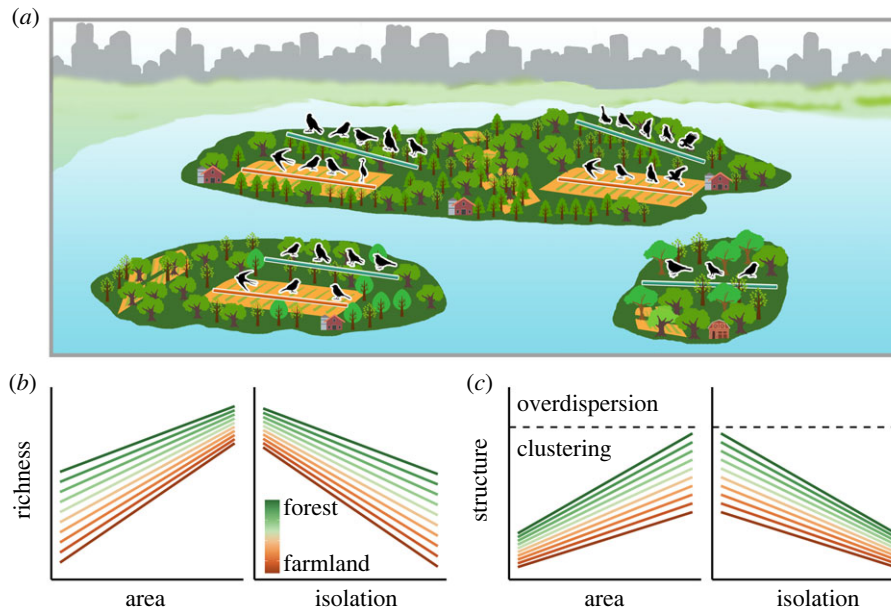 (a)
(b)
richness
forest
farmland
area
isolation
(c)
structure
overdispersion
clustering
area
isolation